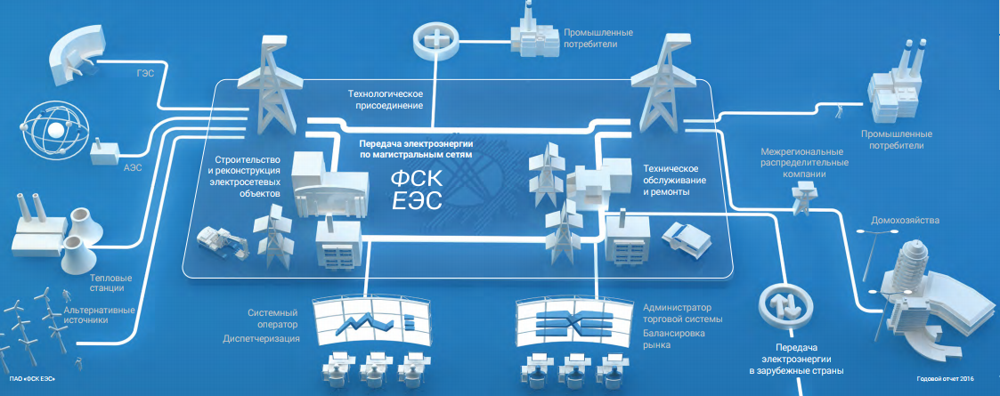 Промышленные
потребители
ГЭС
Технологическое
присоединение
Передача электроэнергии
по магистральным сетям
Промышленные
потребители
АЭС
Строительство
и реконструкция
электросетевых
объектов
ФСК
ЕЭС
Техническое
обслуживание
и ремонты
Межрегиональные
распределительные
компании
Домохозяйства
Тепловые
станции
Альтернативные
источники
Системный
оператор
Диспетчеризация
Администратор
торговой системы
Балансировка
рынка
Передача
электроэнергии
в зарубежные страны
ПАО «ФСК ЕЭС»
Годовой отчет 2016